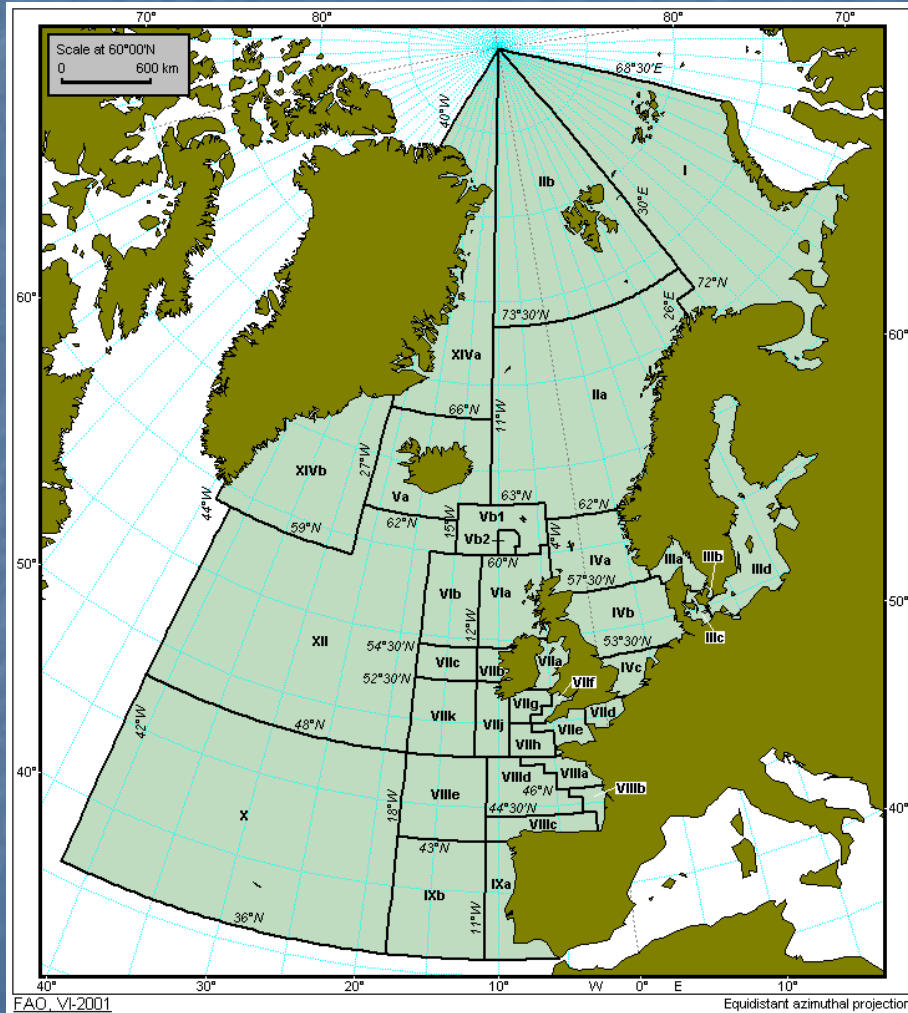 70°
80°
80°
70°
Scale at 60°00'N
0 600 km
68°30'E
40°W
I
IIb
30°E
72°N
26°E
60°
60°
73°30'N
XIVa
IIa
66°N
11°W
27°W
XIVb
Va
63°N
62°N
44°W
59°N
62°N
15°W
Vb1
4°W
Vb2
60°N
IVa
IIIa
IIIb
IIId
50°
50°
57°30'N
VIb
VIa
12°W
IVb
IIIc
XII
54°30'N
53°30'N
VIIc
VIIb
VIIa
IVc
52°30'N
VIIf
VIIg
VIId
VIIk
VIIj
VIIe
42°W
48°N
VIIh
40°
VIIId
VIIIa
46°N
VIIIb
VIIIe
44°30'N
40°
18°W
X
VIIIc
43°N
IXb
IXa
11°W
36°N
40°
30°
20°
10°
W
0°
E
10°
FAO, VI-2001
Equidistant azimuthal projection